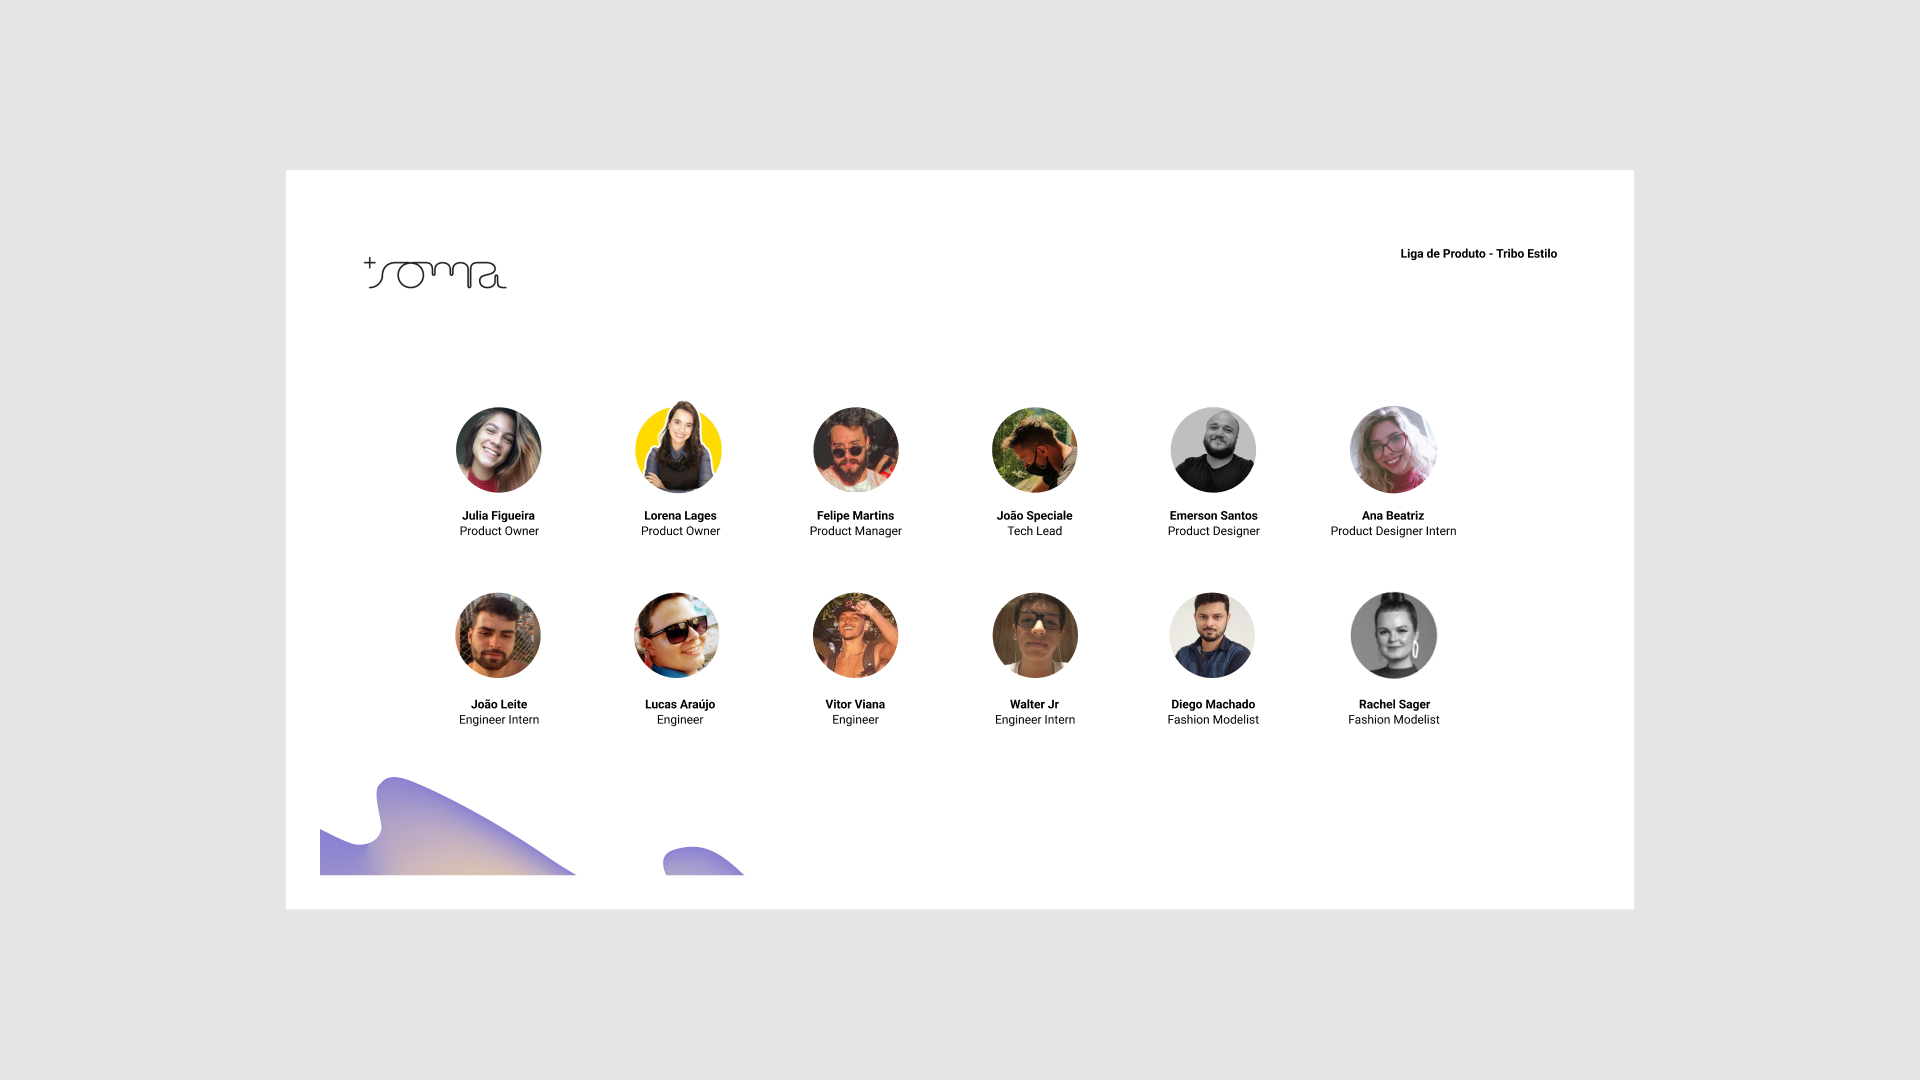 +soma
Liga de Produto - Tribo Estilo
Julia Figueira
Product Owner
Lorena Lages
Product Owner
Felipe Martins
Product Manager
João Speciale
Tech Lead
Emerson Santos
Product Designer
Ana Beatriz
Product Designer Intern
João Leite
Engineer Intern
Lucas Araújo
Engineer
Vitor Viana
Engineer
Walter Jr
Engineer Intern
Diego Machado
Fashion Modelist
Rachel Sager
Fashion Modelist